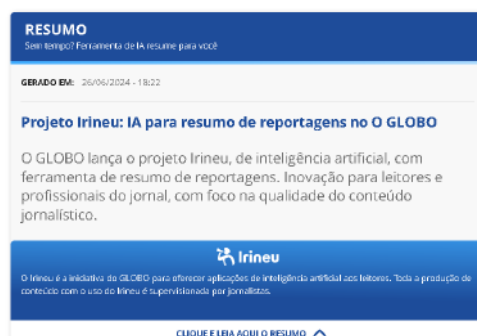 RESUMO
Sem tempo? Ferramenta de IA resume para você
GERADO EM: 26/06/2024 - 18:22
Projeto Irineu: IA para resumo de reportagens no O GLOBO
O GLOBO lança o projeto Irineu, de inteligência artificial, com
ferramenta de resumo de reportagens. Inovação para leitores e
profissionais do jornal, com foco na qualidade do conteúdo
jornalístico.
Irineu
O Irineu é a iniciativa do GLOBO para oferecer aplicações de inteligência artificial aos leitores. Toda a produção de
conteúdo com o uso do Irineu é supervisionada por jornalistas.
CLIQUE E LEIA AQUI O RESUMO